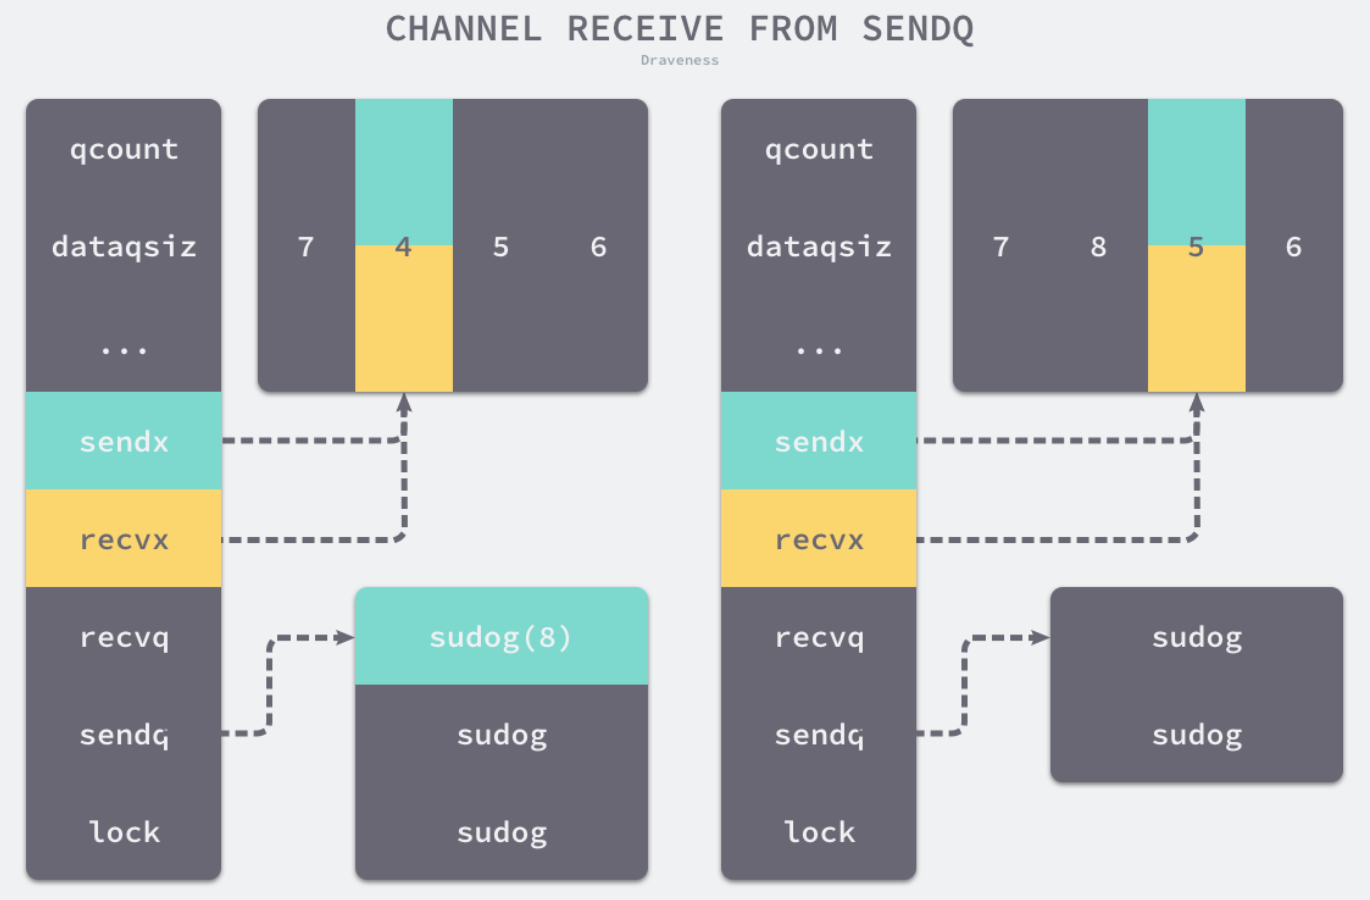 CHANNEL RECEIVE FROM SENDQ
Draveness
qcount
dataqsiz
...
sendx
recvx
recvq
sendq
lock
7 4 5 6
sudog(8)
sudog
sudog
qcount
dataqsiz
...
sendx
recvx
recvq
sendq
lock
7 8 5 6
sudog
sudog